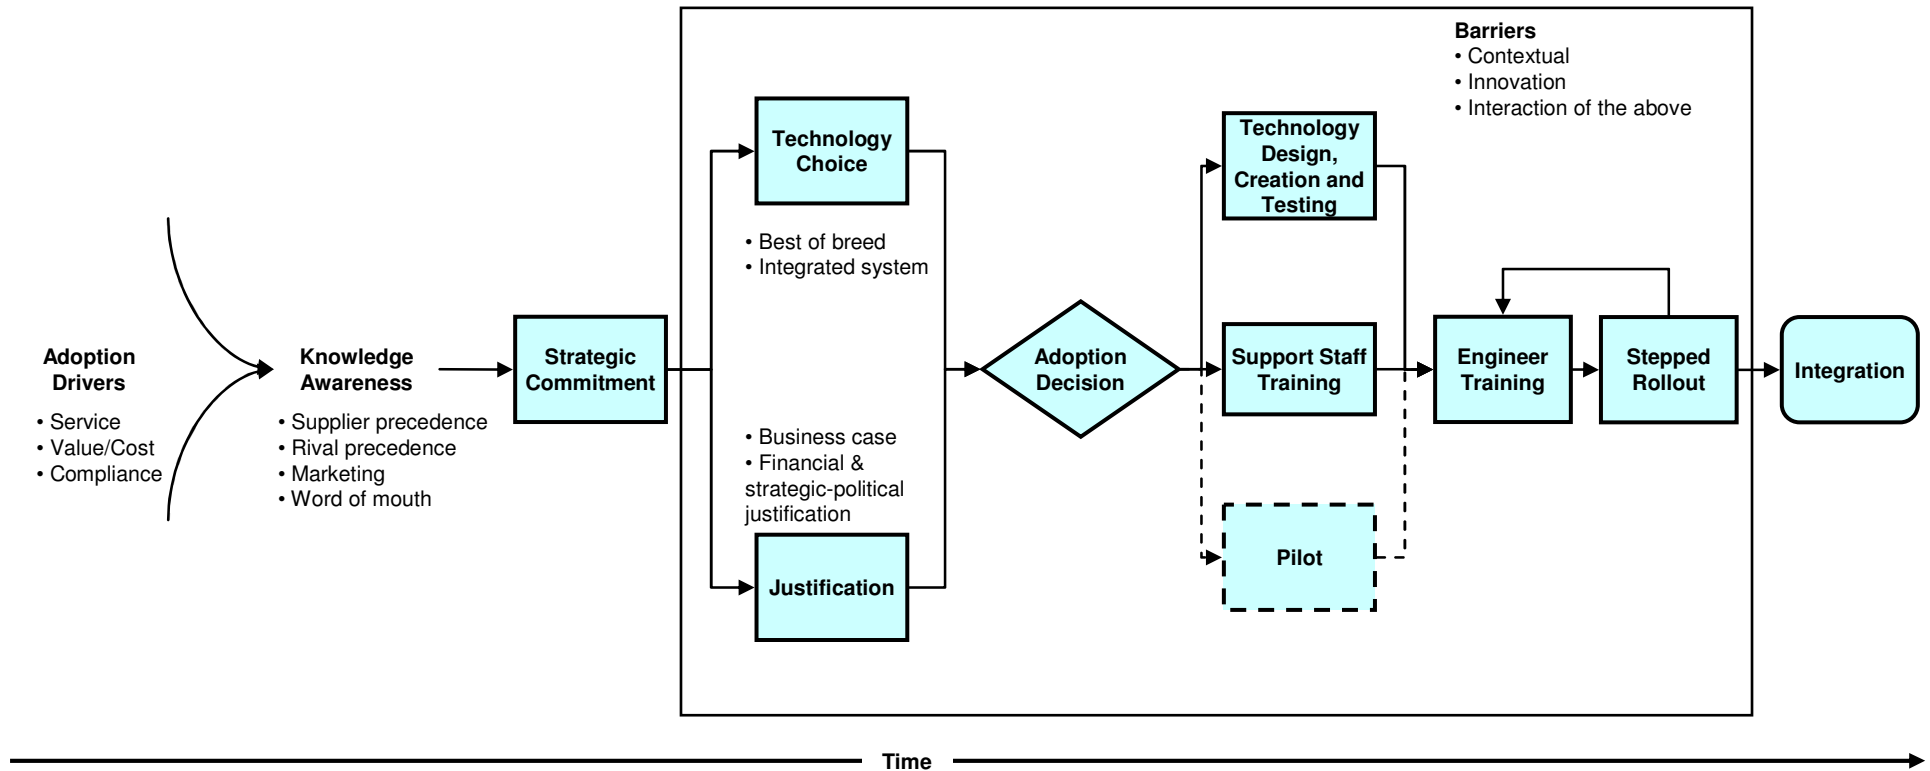 Adoption
Drivers
• Service
• Value/Cost
• Compliance
Knowledge
Awareness
• Supplier precedence
• Rival precedence
• Marketing
• Word of mouth
Strategic
Commitment
Technology
Choice
• Best of breed
• Integrated system
• Business case
• Financial &
strategic-political
justification
Justification
Adoption
Decision
Technology
Design,
Creation and
Testing
Support Staff
Training
Pilot
Barriers
• Contextual
• Innovation
• Interaction of the above
Engineer
Training
Stepped
Rollout
Integration
Time